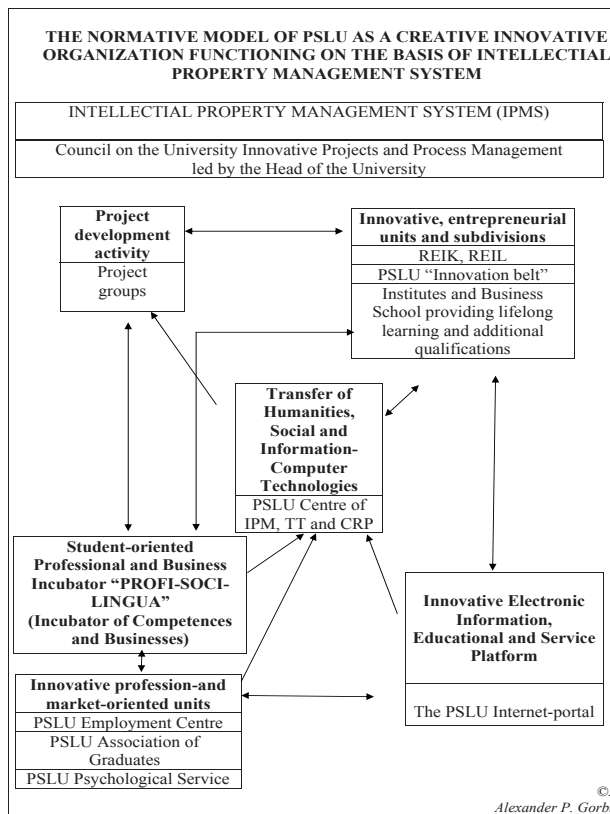 THE NORMATIVE MODEL OF PSLU AS A CREATIVE INNOVATIVE
ORGANIZATION FUNCTIONING ON THE BASIS OF INTELLECTIAL
PROPERTY MANAGEMENT SYSTEM
INTELLECTIAL PROPERTY MANAGEMENT SYSTEM (IPMS)
Council on the University Innovative Projects and Process Management
led by the Head of the University
Project
development
activity
Project
groups
Innovative, entrepreneurial
units and subdivisions
REIK, REIL
PSLU “Innovation belt”
Institutes and Business
School providing lifelong
learning and additional
qualifications
Transfer of
Humanities,
Social and
Information-
Computer
Technologies
PSLU Centre of
IPM, TT and CRP
Student-oriented
Professional and Business
Incubator “PROFI-SOCI-
LINGUA”
(Incubator of Competences
and Businesses)
Innovative profession-and
market-oriented units
PSLU Employment Centre
PSLU Association of
Graduates
PSLU Psychological Service
Innovative Electronic
Information,
Educational and Service
Platform
The PSLU Internet-portal
©
Alexander P.